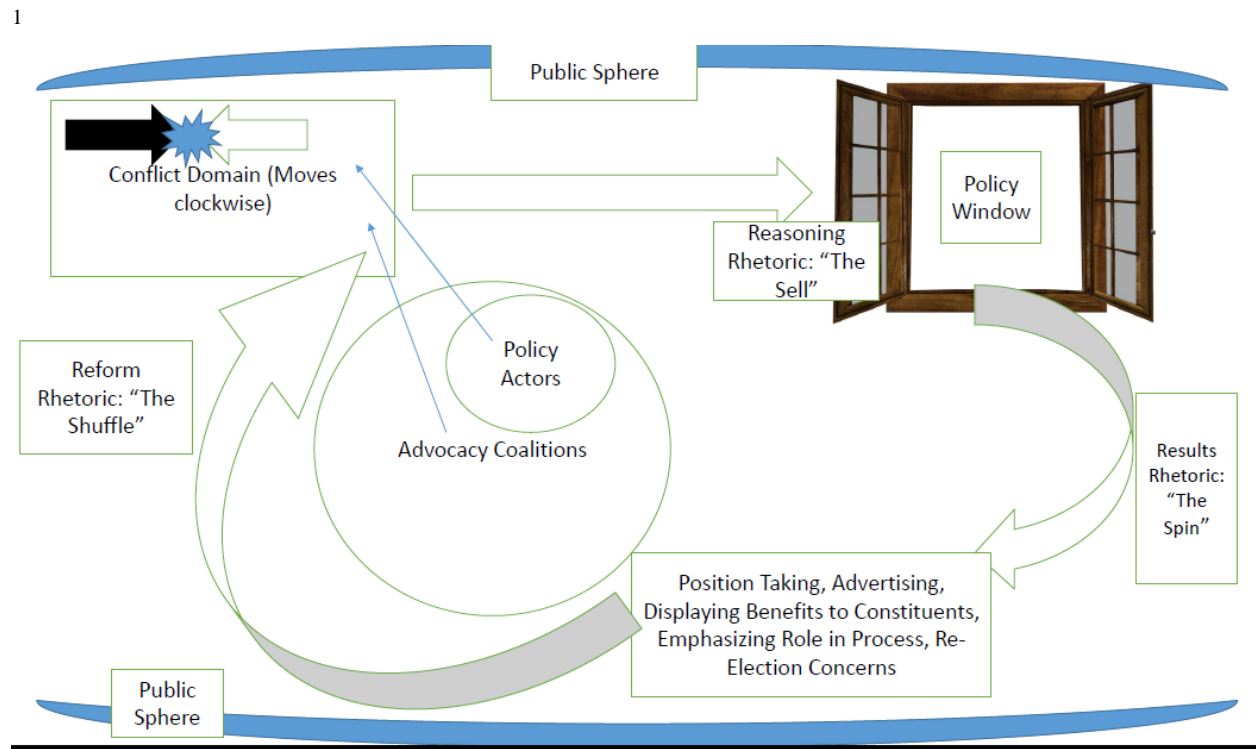 1
Public Sphere
Conflict Domain (Moves
clockwise)
Policy
Window
Reasoning
Rhetoric: “The
Sell”
Reform
Rhetoric: “The
Shuffle”
Policy
Actors
Advocacy Coalitions
Results
Rhetoric:
“The
Spin”
Position Taking, Advertising,
Displaying Benefits to Constituents,
Emphasizing Role in Process, Re-
Election Concerns
Public
Sphere